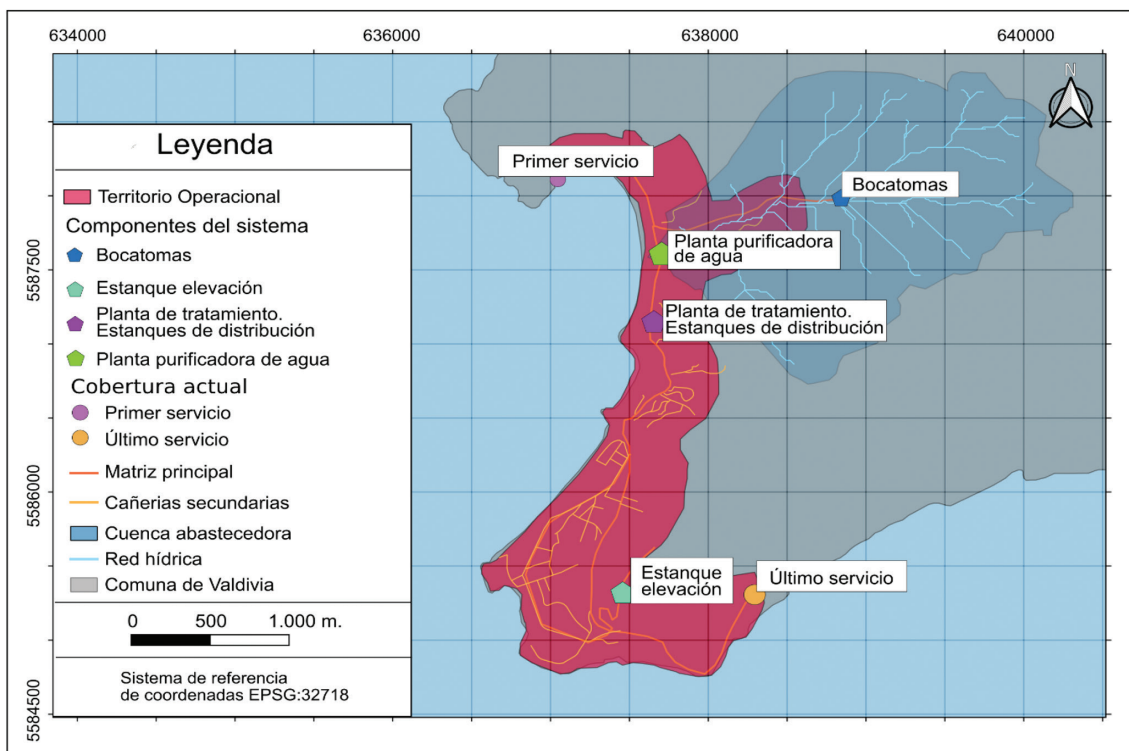 634000
636000
638000
640000
N
5587500
5586000
5584500
Leyenda
Territorio Operacional
Componentes del sistema
Bocatomas
Estanque elevación
Planta de tratamiento.
Estanques de distribución
Planta purificadora de agua
Cobertura actual
Primer servicio
Último servicio
Matriz principal
Cañerias secundarias
Cuenca abastecedora
Red hídrica
Comuna de Valdivia
0 500 1.000 m.
Sistema de referencia
de coordenadas EPSG:32718
Primer servicio
Bocatomas
Planta purificadora
de agua
Planta de tratamiento.
Estanques de distribución
Estanque
elevación
Último servicio